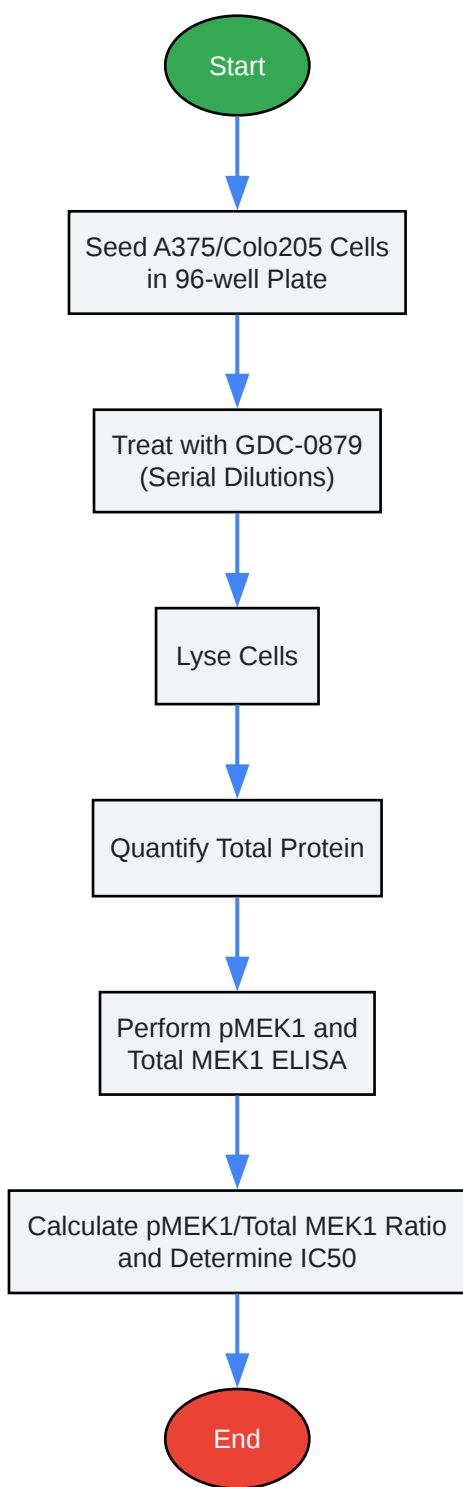 Start
Seed A375/Colo205 Cells
in 96-well Plate
Treat with GDC-0879
(Serial Dilutions)
Lyse Cells
Quantify Total Protein
Perform pMEK1 and
Total MEK1 ELISA
Calculate pMEK1/Total MEK1 Ratio
and Determine IC50
End